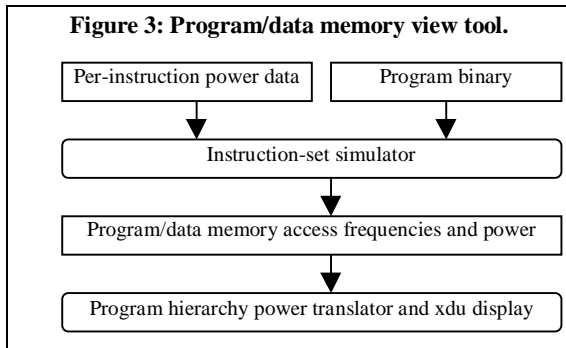 Figure 3: Program/data memory view tool.
Per-instruction power data
Program binary
Instruction-set simulator
Program/data memory access frequencies and power
Program hierarchy power translator and xdu display